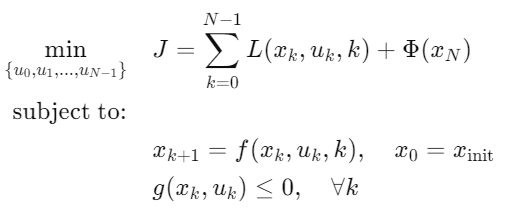 min_{u_0,u_1,...,u_{N−1}} J = ∑_{k=0}^{N−1} L(x_k, u_k, k) + Φ(x_N)
subject to:
x_{k+1} = f(x_k, u_k, k), x_0 = x_init
g(x_k, u_k) ≤ 0, ∀k